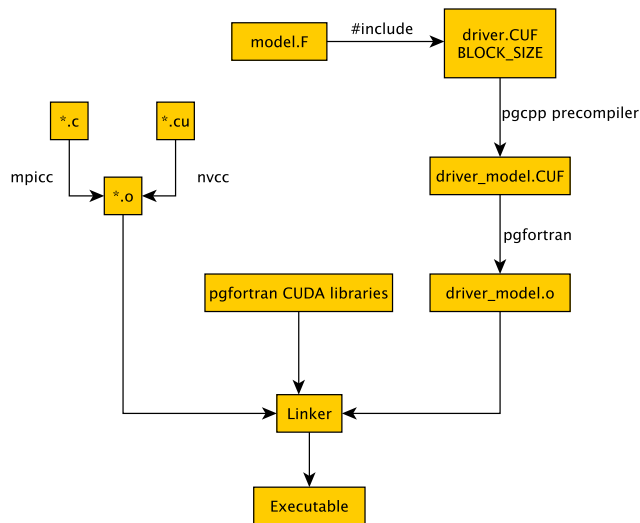 model.F
#include
driver.CUF
BLOCK_SIZE
pgcpp precompiler
*.c
*.cu
mpicc
nvcc
*.o
driver_model.CUF
pgfortran
pgfortran CUDA libraries
driver_model.o
Linker
Executable